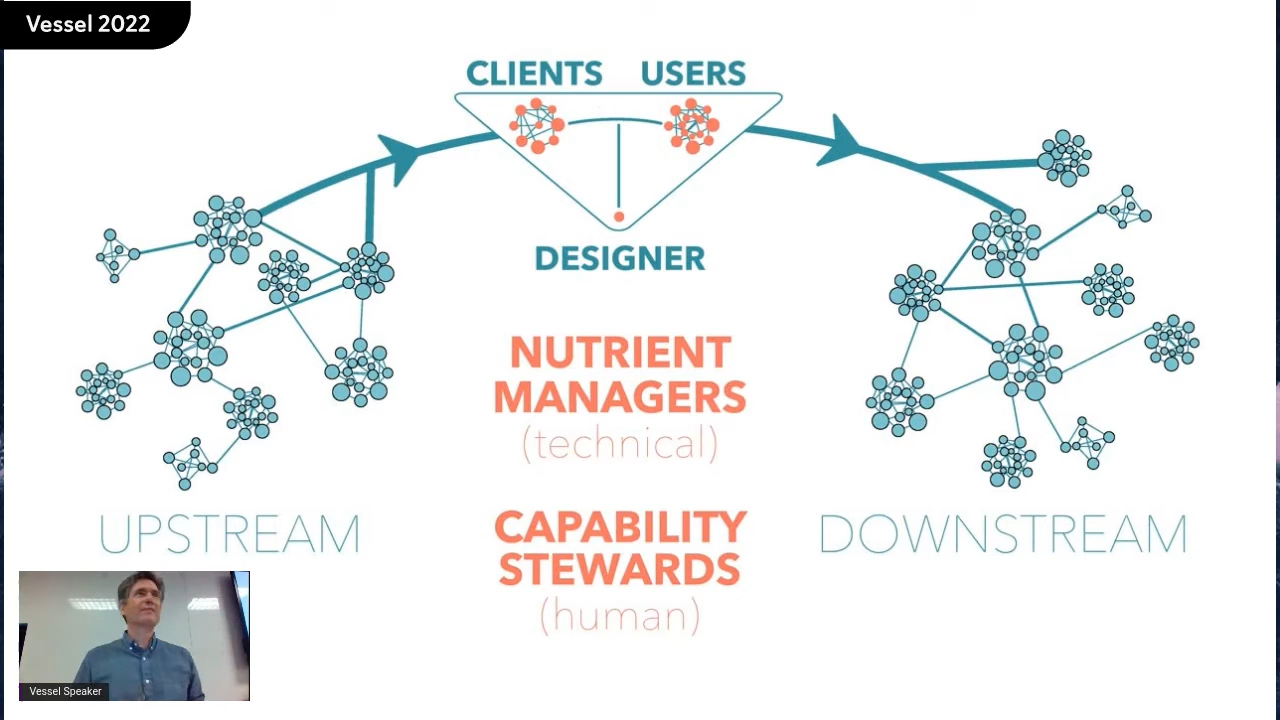 Vessel 2022
CLIENTS USERS
DESIGNER
NUTRIENT
MANAGERS
(technical)
CAPABILITY
STEWARDS
(human)
UPSTREAM
DOWNSTREAM
Vessel Speaker